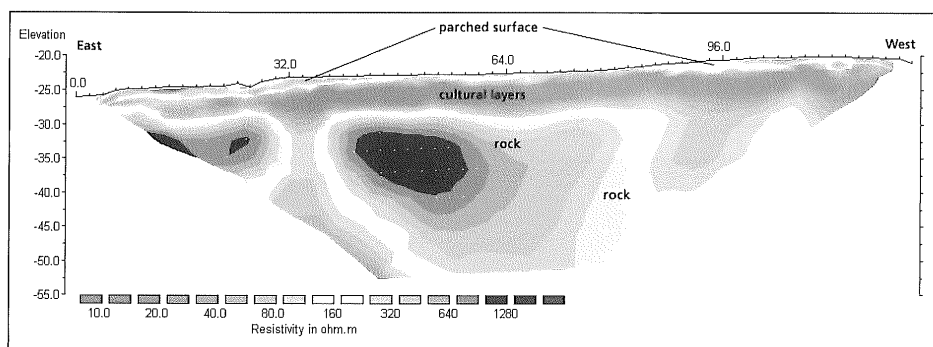 parched surface
Elevation
East
West
-20.0
96.0
32.0
64.0
0.0
-25.0
cultural layers
-30.0
rock
-35.0
rock
-40.0
-45.0
-50.0
-55.0
10.0 20.0 40.0 80.0 160 320 640 1280
Resistivity in ohm.m